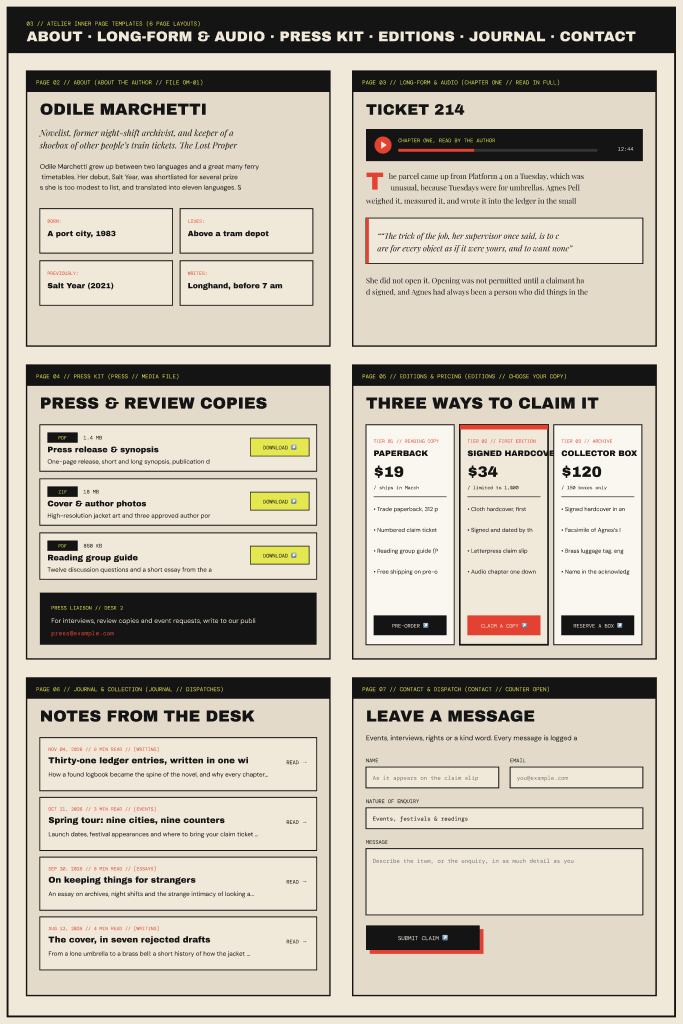 03 // ATELIER INNER PAGE TEMPLATES (6 PAGE LAYOUTS)
ABOUT · LONG-FORM & AUDIO · PRESS KIT · EDITIONS · JOURNAL · CONTACT
PAGE 02 // ABOUT (ABOUT THE AUTHOR // FILE OM-01)
ODILE MARCHETTI
Novelist, former night-shift archivist, and keeper of a
shoebox of other people's train tickets. The Lost Proper
Odile Marchetti grew up between two languages and a great many ferry
timetables. Her debut, Salt Year, was shortlisted for several prize
s she is too modest to list, and translated into eleven languages. S
BORN:
A port city, 1983
LIVES:
Above a tram depot
PREVIOUSLY:
Salt Year (2021)
WRITES:
Longhand, before 7 am
PAGE 03 // LONG-FORM & AUDIO (CHAPTER ONE // READ IN FULL)
TICKET 214
CHAPTER ONE, READ BY THE AUTHOR
12:44
The parcel came up from Platform 4 on a Tuesday, which was
unusual, because Tuesdays were for umbrellas. Agnes Pell
weighed it, measured it, and wrote it into the ledger in the small
““The trick of the job, her supervisor once said, is to c
are for every object as if it were yours, and to want none”
She did not open it. Opening was not permitted until a claimant ha
d signed, and Agnes had always been a person who did things in the
PAGE 04 // PRESS KIT (PRESS // MEDIA FILE)
PRESS & REVIEW COPIES
PDF 1.4 MB
Press release & synopsis
One-page release, short and long synopsis, publication d
DOWNLOAD ↗
ZIP 18 MB
Cover & author photos
High-resolution jacket art and three approved author por
DOWNLOAD ↗
PDF 860 KB
Reading group guide
Twelve discussion questions and a short essay from the a
DOWNLOAD ↗
PRESS LIAISON // DESK 2
For interviews, review copies and event requests, write to our publi
press@example.com
PAGE 05 // EDITIONS & PRICING (EDITIONS // CHOOSE YOUR COPY)
THREE WAYS TO CLAIM IT
TIER 01 // READING COPY
PAPERBACK
$19
/ ships in March
• Trade paperback, 312 p
• Numbered claim ticket
• Reading group guide (P
• Free shipping on pre-o
PRE-ORDER ↗
TIER 02 // FIRST EDITION
SIGNED HARDCOVE
$34
/ limited to 1,000
• Cloth hardcover, first
• Signed and dated by th
• Letterpress claim slip
• Audio chapter one down
CLAIM A COPY ↗
TIER 03 // ARCHIVE
COLLECTOR BOX
$120
/ 150 boxes only
• Signed hardcover in an
• Facsimile of Agnes's l
• Brass luggage tag, eng
• Name in the acknowledg
RESERVE A BOX ↗
PAGE 06 // JOURNAL & COLLECTION (JOURNAL // DISPATCHES)
NOTES FROM THE DESK
NOV 04, 2026 // 6 MIN READ // [WRITING]
Thirty-one ledger entries, written in one wi
How a found logbook became the spine of the novel, and why every chapter…
READ →
OCT 21, 2026 // 3 MIN READ // [EVENTS]
Spring tour: nine cities, nine counters
Launch dates, festival appearances and where to bring your claim ticket …
READ →
SEP 30, 2026 // 9 MIN READ // [ESSAYS]
On keeping things for strangers
An essay on archives, night shifts and the strange intimacy of looking a…
READ →
AUG 22, 2026 // 4 MIN READ // [WRITING]
The cover, in seven rejected drafts
From a lone umbrella to a brass bell: a short history of how the jacket …
READ →
PAGE 07 // CONTACT & DISPATCH (CONTACT // COUNTER OPEN)
LEAVE A MESSAGE
Events, interviews, rights or a kind word. Every message is logged a
NAME
As it appears on the claim slip
EMAIL
you@example.com
NATURE OF ENQUIRY
Events, festivals & readings
MESSAGE
Describe the item, or the enquiry, in as much detail as you
SUBMIT CLAIM ↗